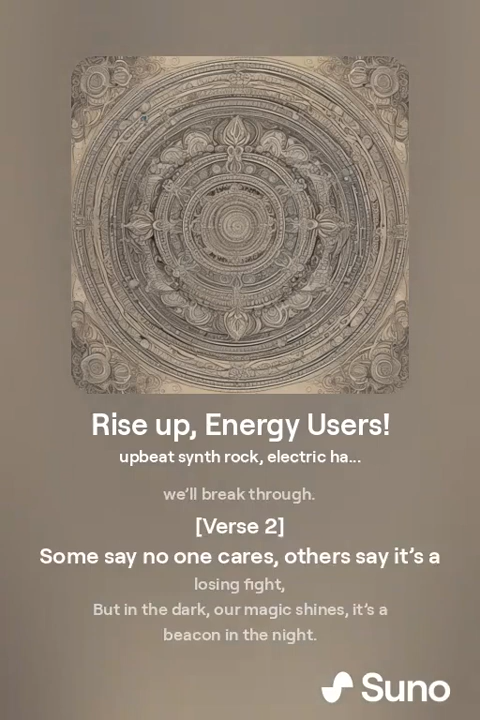 Rise up, Energy Users!
upbeat synth rock, electric ha...
we'll break through.
[Verse 2]
Some say no one cares, others say it's a
losing fight,
But in the dark, our magic shines, it's a
beacon in the night.
Suno